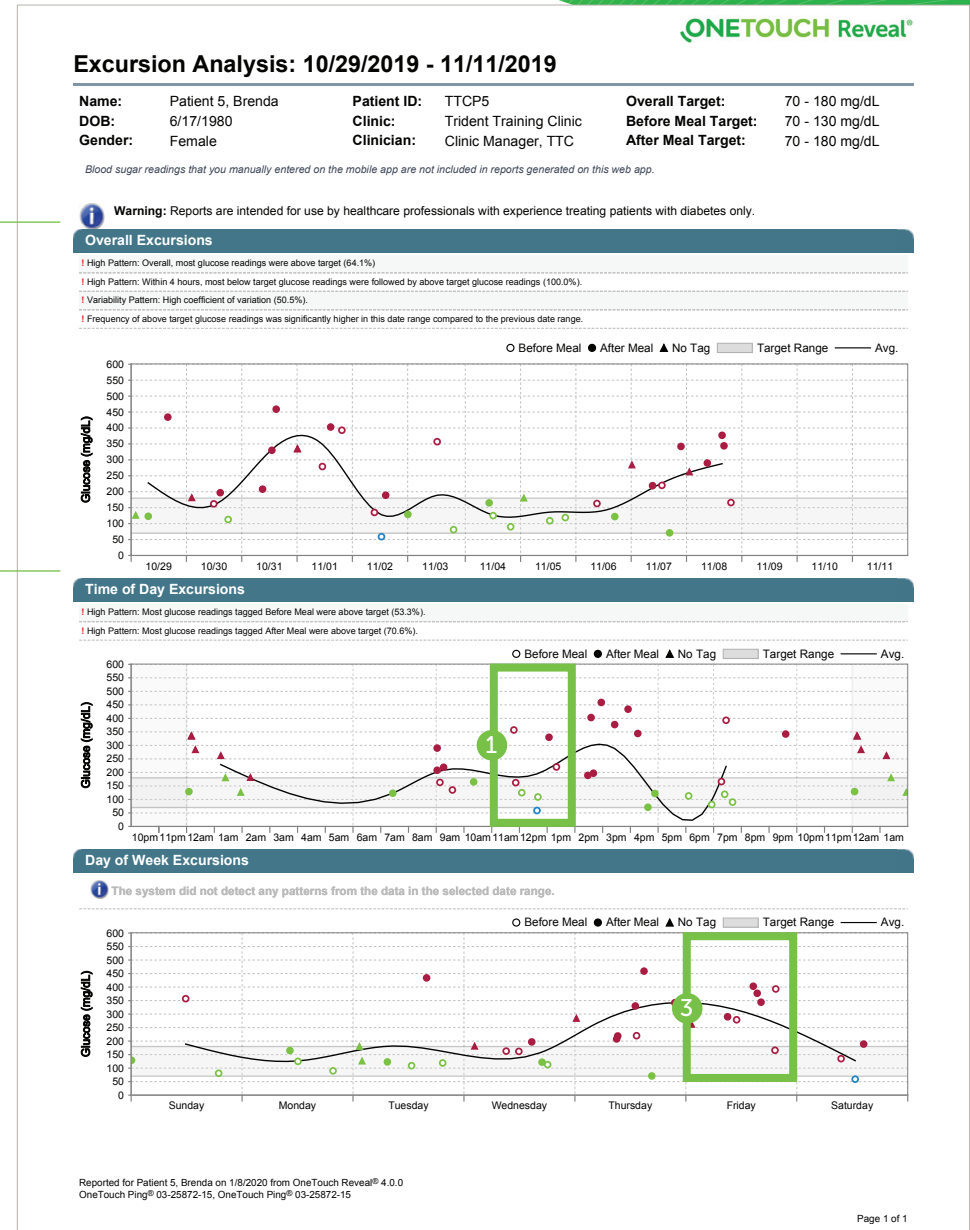 ONETOUCH Reveal®
Excursion Analysis: 10/29/2019 - 11/11/2019
Name: Patient 5, Brenda Patient ID: TTCP5 Overall Target: 70 - 180 mg/dL
DOB: 6/17/1980 Clinic: Trident Training Clinic Before Meal Target: 70 - 130 mg/dL
Gender: Female Clinician: Clinic Manager, TTC After Meal Target: 70 - 180 mg/dL
Blood sugar readings that you manually entered on the mobile app are not included in reports generated on this web app.
i Warning: Reports are intended for use by healthcare professionals with experience treating patients with diabetes only.
Overall Excursions
! High Pattern: Overall, most glucose readings were above target (64.1%)
! High Pattern: Within 4 hours, most below target glucose readings were followed by above target glucose readings (100.0%).
! Variability Pattern: High coefficient of variation (50.5%).
! Frequency of above target glucose readings was significantly higher in this date range compared to the previous date range.
Before Meal After Meal No Tag Target Range Avg.
Glucose (mg/dL)
600
550
500
450
400
350
300
250
200
150
100
50
0
10/29 10/30 10/31 11/01 11/02 11/03 11/04 11/05 11/06 11/07 11/08 11/09 11/10 11/11
Time of Day Excursions
! High Pattern: Most glucose readings tagged Before Meal were above target (53.3%).
! High Pattern: Most glucose readings tagged After Meal were above target (70.6%).
Before Meal After Meal No Tag Target Range Avg.
Glucose (mg/dL)
600
550
500
450
400
350
300
250
200
150
100
50
0
1
10pm 11pm 12am 1am 2am 3am 4am 5am 6am 7am 8am 9am 10am 11am 12pm 1pm 2pm 3pm 4pm 5pm 6pm 7pm 8pm 9pm 10pm 11pm 12am 1am
Day of Week Excursions
i The system did not detect any patterns from the data in the selected date range.
Before Meal After Meal No Tag Target Range Avg.
Glucose (mg/dL)
600
550
500
450
400
350
300
250
200
150
100
50
0
3
Sunday Monday Tuesday Wednesday Thursday Friday Saturday
Reported for Patient 5, Brenda on 1/8/2020 from OneTouch Reveal® 4.0.0
OneTouch Ping® 03-25872-15, OneTouch Ping® 03-25872-15
Page 1 of 1